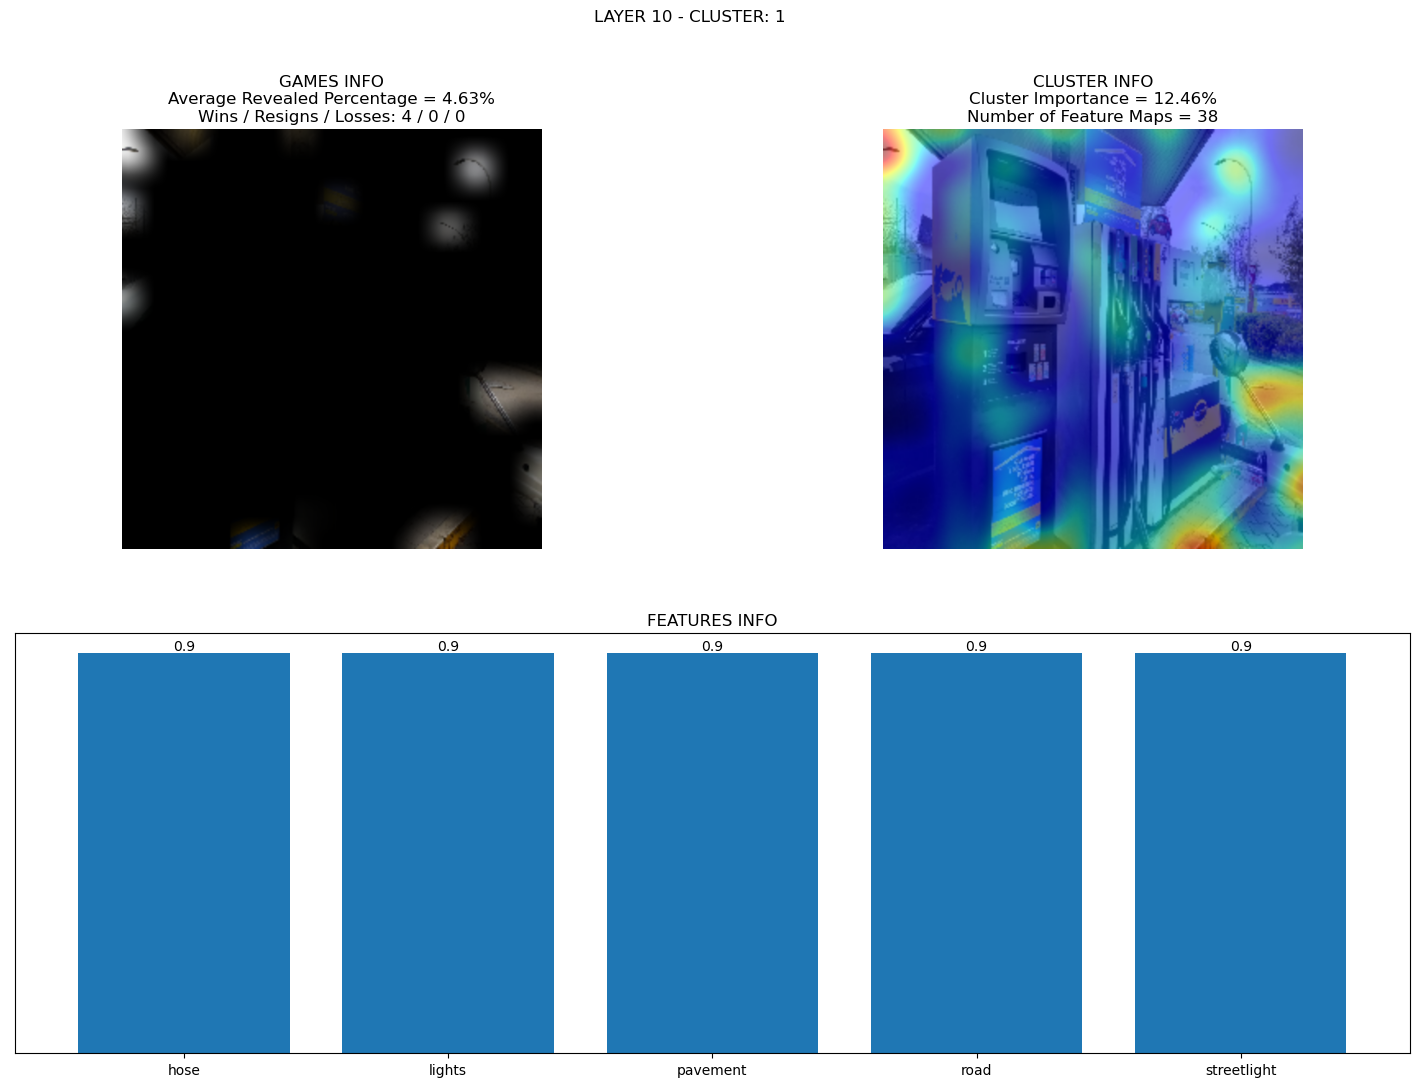 LAYER 10 - CLUSTER: 1
GAMES INFO
Average Revealed Percentage = 4.63%
Wins / Resigns / Losses: 4 / 0 / 0
CLUSTER INFO
Cluster Importance = 12.46%
Number of Feature Maps = 38
FEATURES INFO
0.9 0.9 0.9 0.9 0.9
hose lights pavement road streetlight